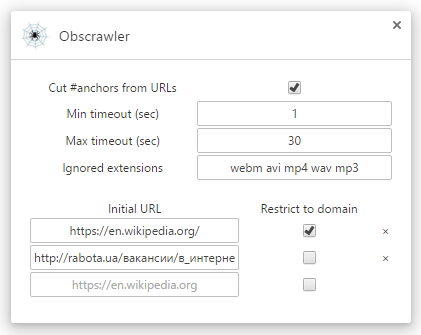 Obscrawler
Cut #anchors from URLs
Min timeout (sec) 1
Max timeout (sec) 30
Ignored extensions webm avi mp4 wav mp3
Initial URL Restrict to domain
https://en.wikipedia.org/
http://rabota.ua/вакансии/в_интерне
https://en.wikipedia.org